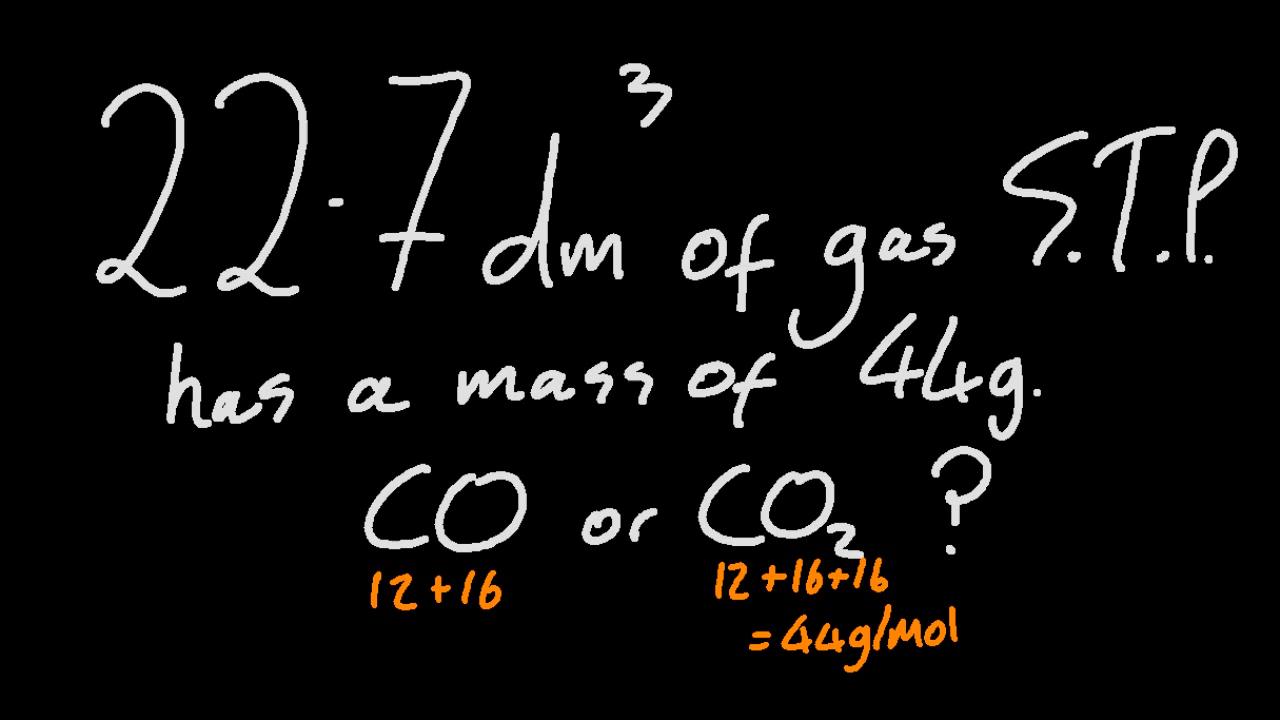 22.7 dm³ of gas S.T.P.
has a mass of 44g.
CO or CO₂ ?
12+16 12+16+16
=44g/mol